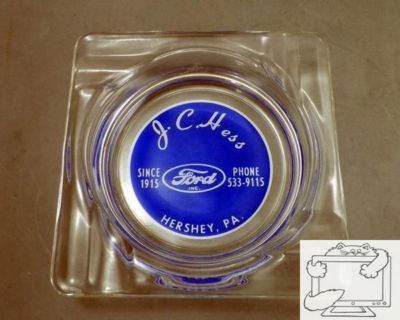 J. C. Hess
SINCE
1915
Ford
INC.
PHONE
533-9115
HERSHEY, PA.